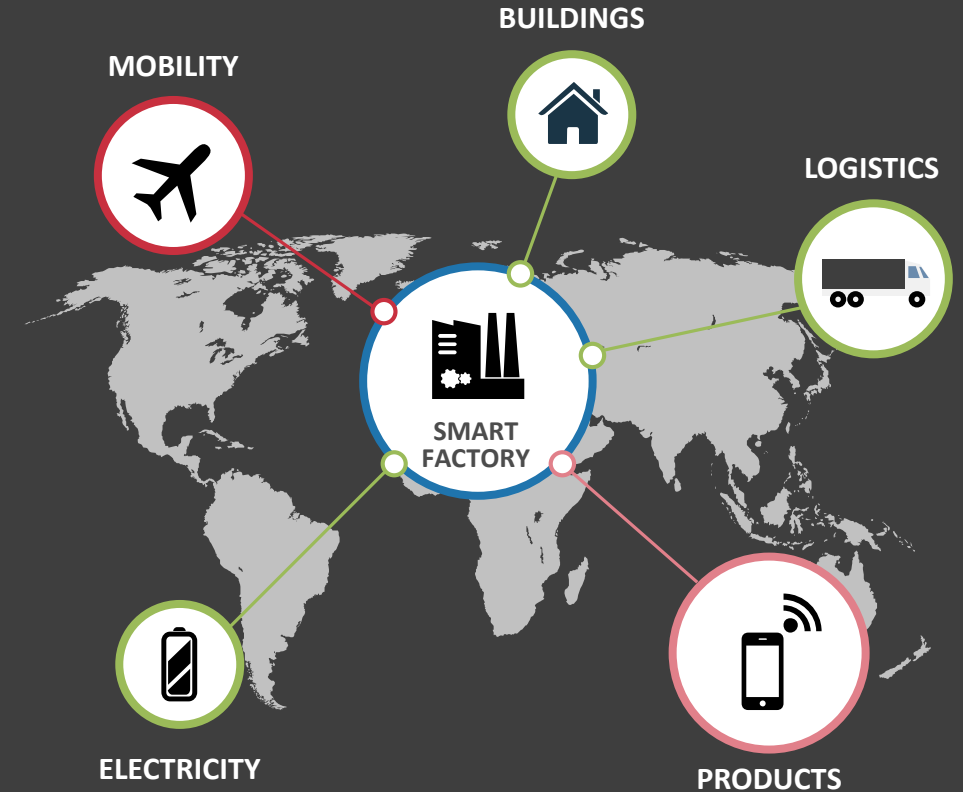 BUILDINGS
MOBILITY
LOGISTICS
SMART
FACTORY
ELECTRICITY
PRODUCTS